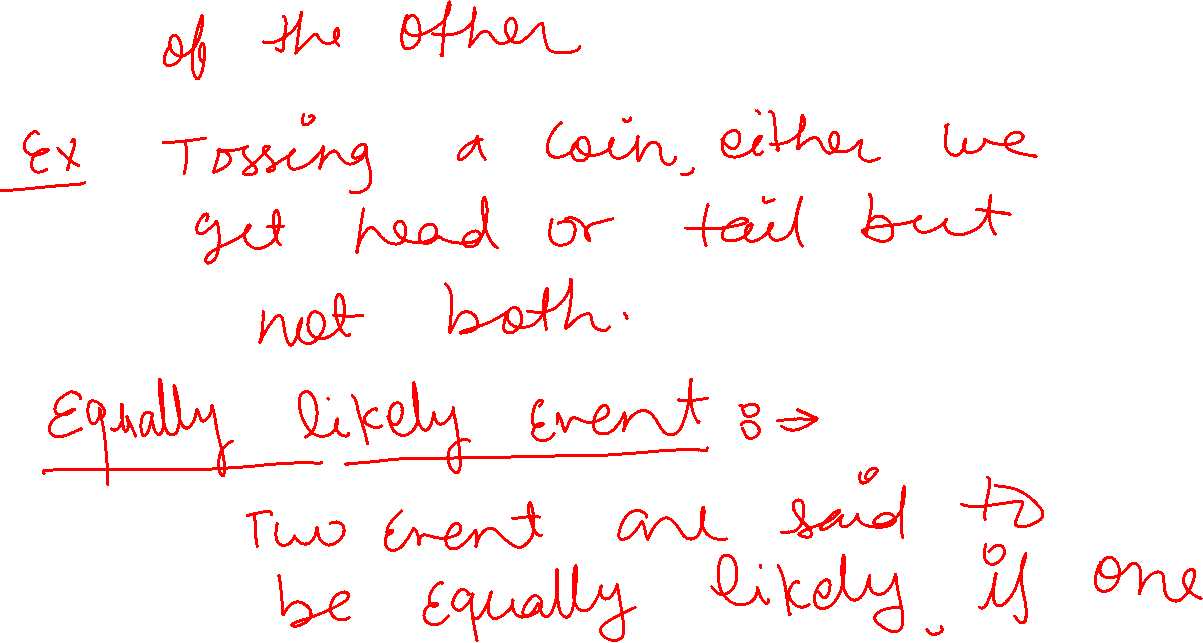 of the other
Ex Tossing a coin, either we
get head or tail but
not both.
Equally likely Event :→
Two Event are said to
be Equally likely, if one